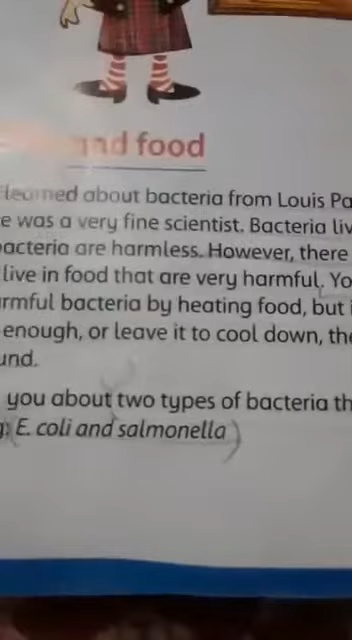 and food
learned about bacteria from Louis Pa
e was a very fine scientist. Bacteria liv
bacteria are harmless. However, there
live in food that are very harmful. Yo
rmful bacteria by heating food, but i
enough, or leave it to cool down, the
und.
you about two types of bacteria th
g: E. coli and salmonella